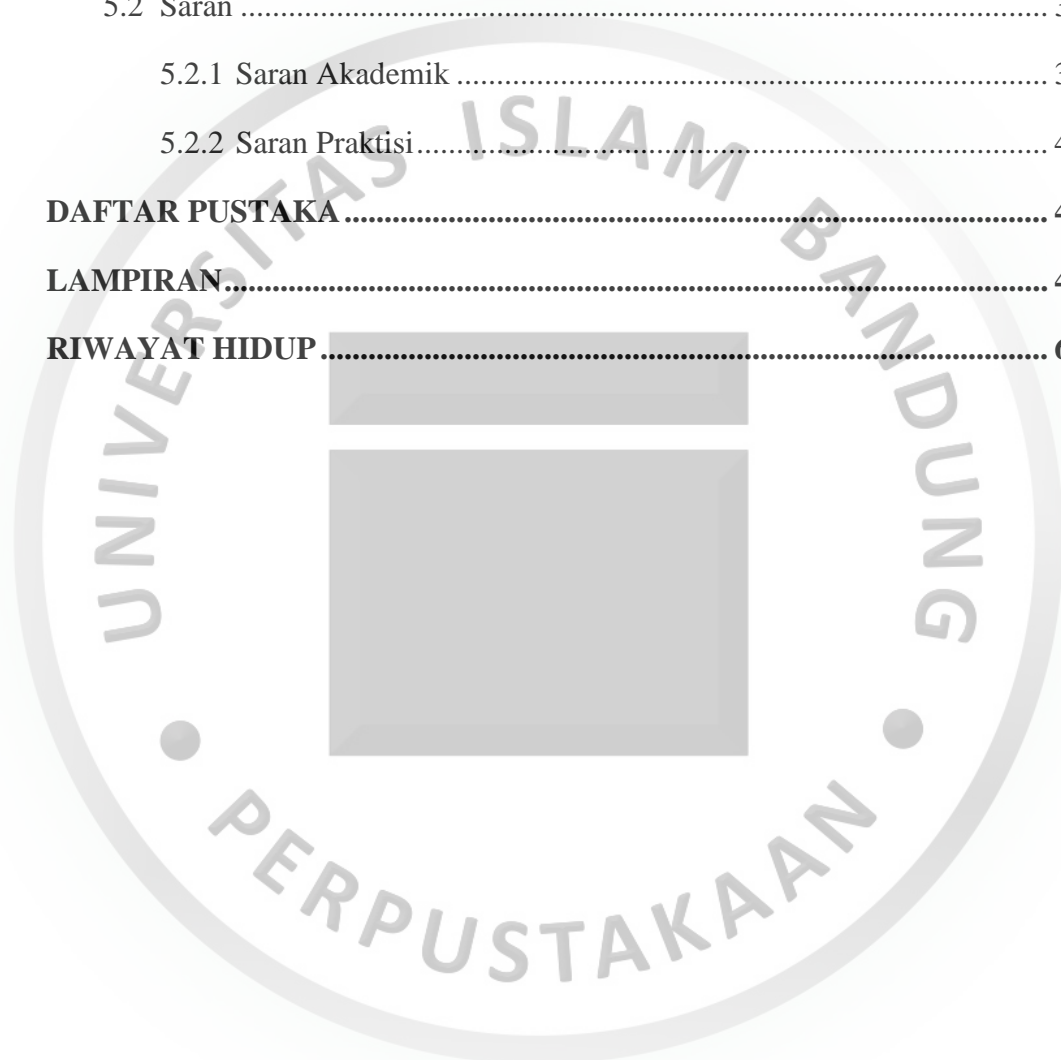 5.2 Saran ........................................................................................................
5.2.1 Saran Akademik ..........................................................................
5.2.2 Saran Praktisi ...............................................................................
DAFTAR PUSTAKA ........................................................................................
LAMPIRAN .......................................................................................................
RIWAYAT HIDUP ...........................................................................................
UNIVERSITAS ISLAM BANDUNG
PERPUSTAKAAN